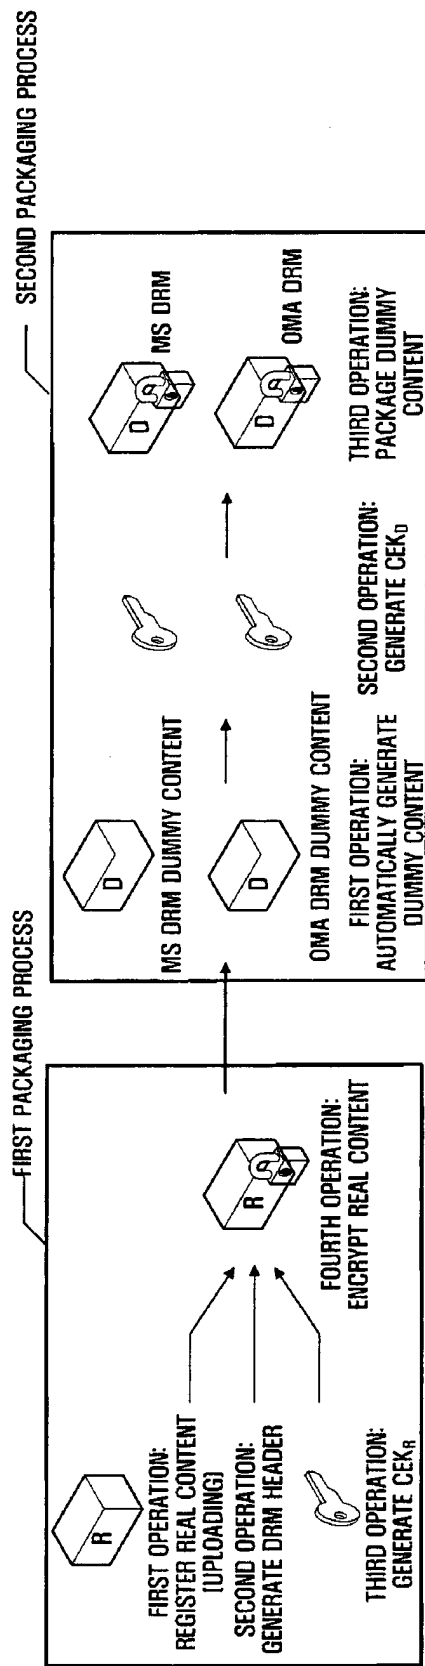 FIRST PACKAGING PROCESS
R
FIRST OPERATION:
REGISTER REAL CONTENT
(UPLOADING)
SECOND OPERATION:
GENERATE DRM HEADER
THIRD OPERATION:
GENERATE CEKR
R
FOURTH OPERATION:
ENCRYPT REAL CONTENT
SECOND PACKAGING PROCESS
D
MS DRM DUMMY CONTENT
D
OMA DRM DUMMY CONTENT
FIRST OPERATION:
AUTOMATICALLY GENERATE
DUMMY CONTENT
SECOND OPERATION:
GENERATE CEKD
D
MS DRM
D
OMA DRM
THIRD OPERATION:
PACKAGE DUMMY
CONTENT